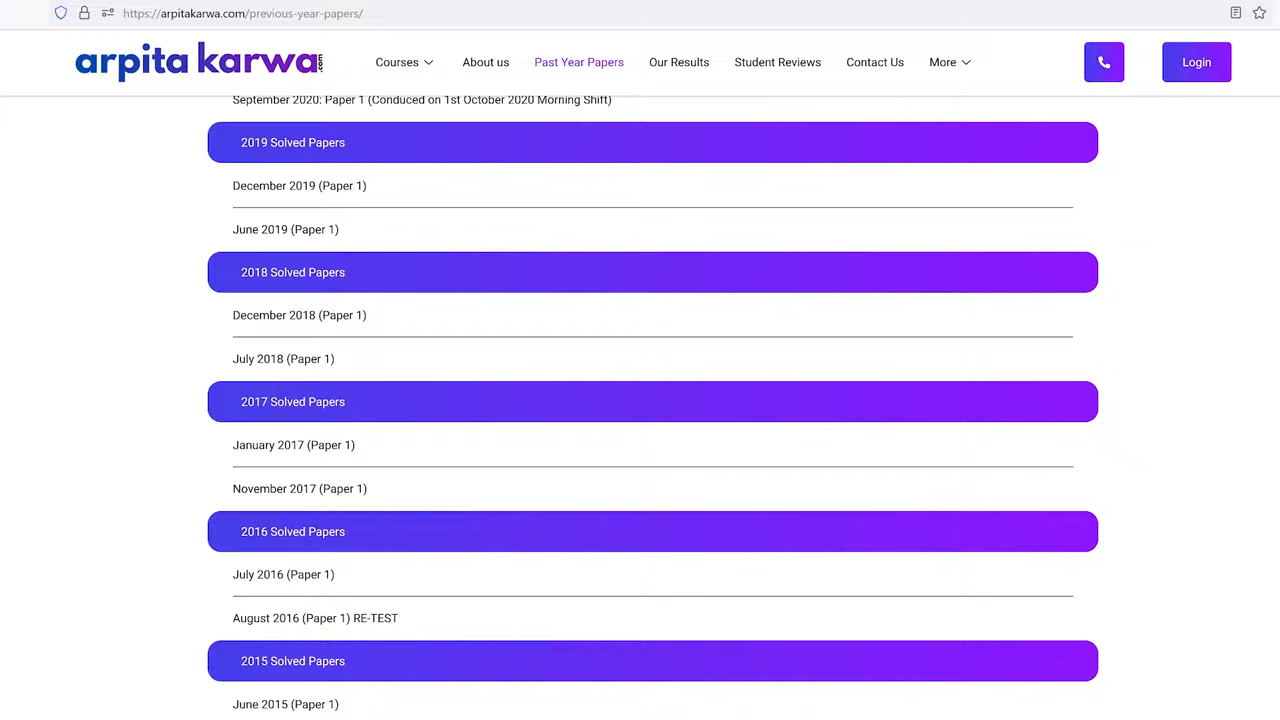 https://arpitakarwa.com/previous-year-papers/
arpita karwa.com
Courses About us Past Year Papers Our Results Student Reviews Contact Us More Login
September 2020: Paper 1 (Conduced on 1st October 2020 Morning Shift)
2019 Solved Papers
December 2019 (Paper 1)
June 2019 (Paper 1)
2018 Solved Papers
December 2018 (Paper 1)
July 2018 (Paper 1)
2017 Solved Papers
January 2017 (Paper 1)
November 2017 (Paper 1)
2016 Solved Papers
July 2016 (Paper 1)
August 2016 (Paper 1) RE-TEST
2015 Solved Papers
June 2015 (Paper 1)